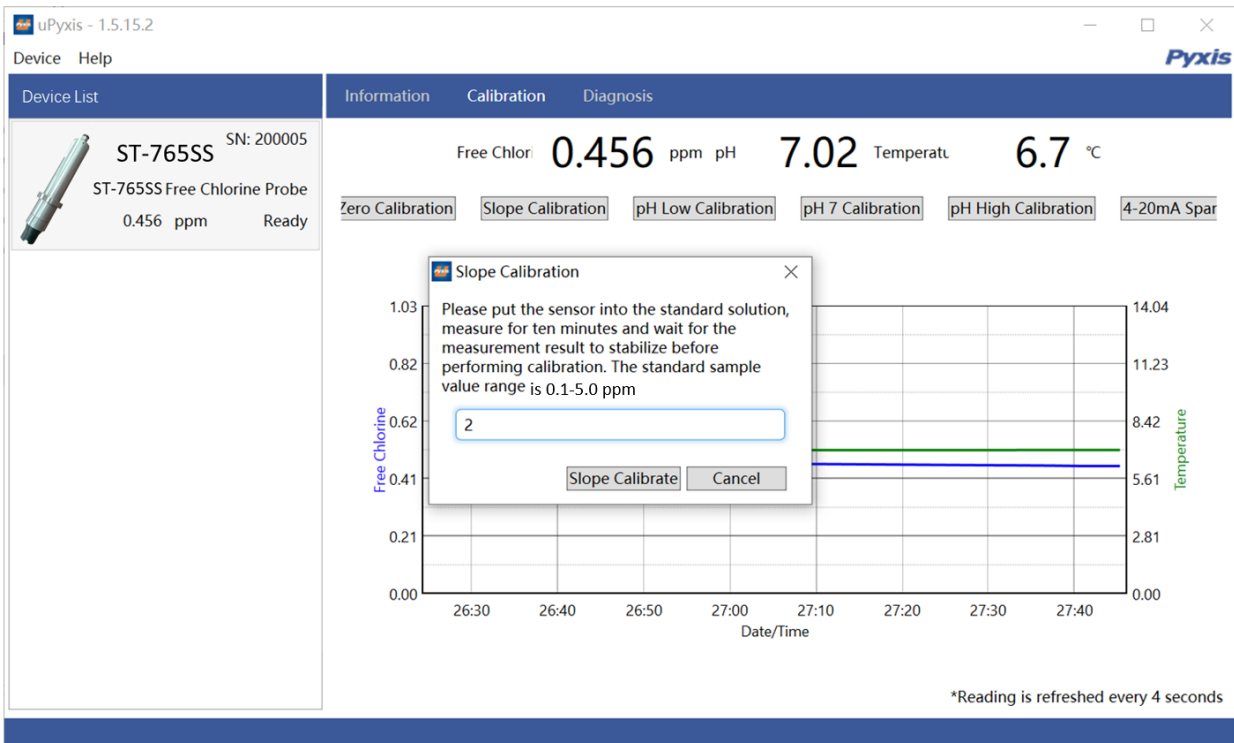 uPyxis - 1.5.15.2
Device Help
Pyxis
Device List
Information Calibration Diagnosis
ST-765SS SN: 200005
ST-765SS Free Chlorine Probe
0.456 ppm Ready
Free Chlori 0.456 ppm pH 7.02 Temperatu 6.7 ℃
Zero Calibration Slope Calibration pH Low Calibration pH 7 Calibration pH High Calibration 4-20mA Span
Slope Calibration
Please put the sensor into the standard solution,
measure for ten minutes and wait for the
measurement result to stabilize before
performing calibration. The standard sample
value range is 0.1-5.0 ppm
2
Slope Calibrate Cancel
1.03
0.82
0.62
0.41
0.21
0.00
Free Chlorine
14.04
11.23
8.42
5.61
2.81
0.00
Temperature
26:30 26:40 26:50 27:00 27:10 27:20 27:30 27:40
Date/Time
*Reading is refreshed every 4 seconds